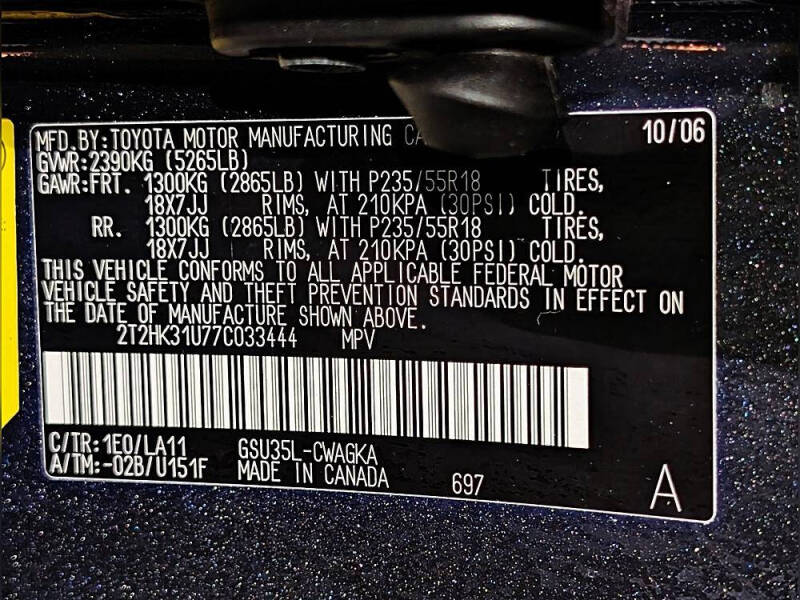 MFD. BY: TOYOTA MOTOR MANUFACTURING CA 10/06
GVWR: 2390KG (5265LB)
GAWR: FRT. 1300KG (2865LB) WITH P235/55R18 TIRES,
18X7JJ RIMS, AT 210KPA (30PSI) COLD.
RR. 1300KG (2865LB) WITH P235/55R18 TIRES,
18X7JJ RIMS, AT 210KPA (30PSI) COLD.
THIS VEHICLE CONFORMS TO ALL APPLICABLE FEDERAL MOTOR
VEHICLE SAFETY AND THEFT PREVENTION STANDARDS IN EFFECT ON
THE DATE OF MANUFACTURE SHOWN ABOVE.
2T2HK31U77C033444 MPV
C/TR: 1E0/LA11 GSU35L-CWAGKA
A/TM: -02B/U151F MADE IN CANADA 697 A